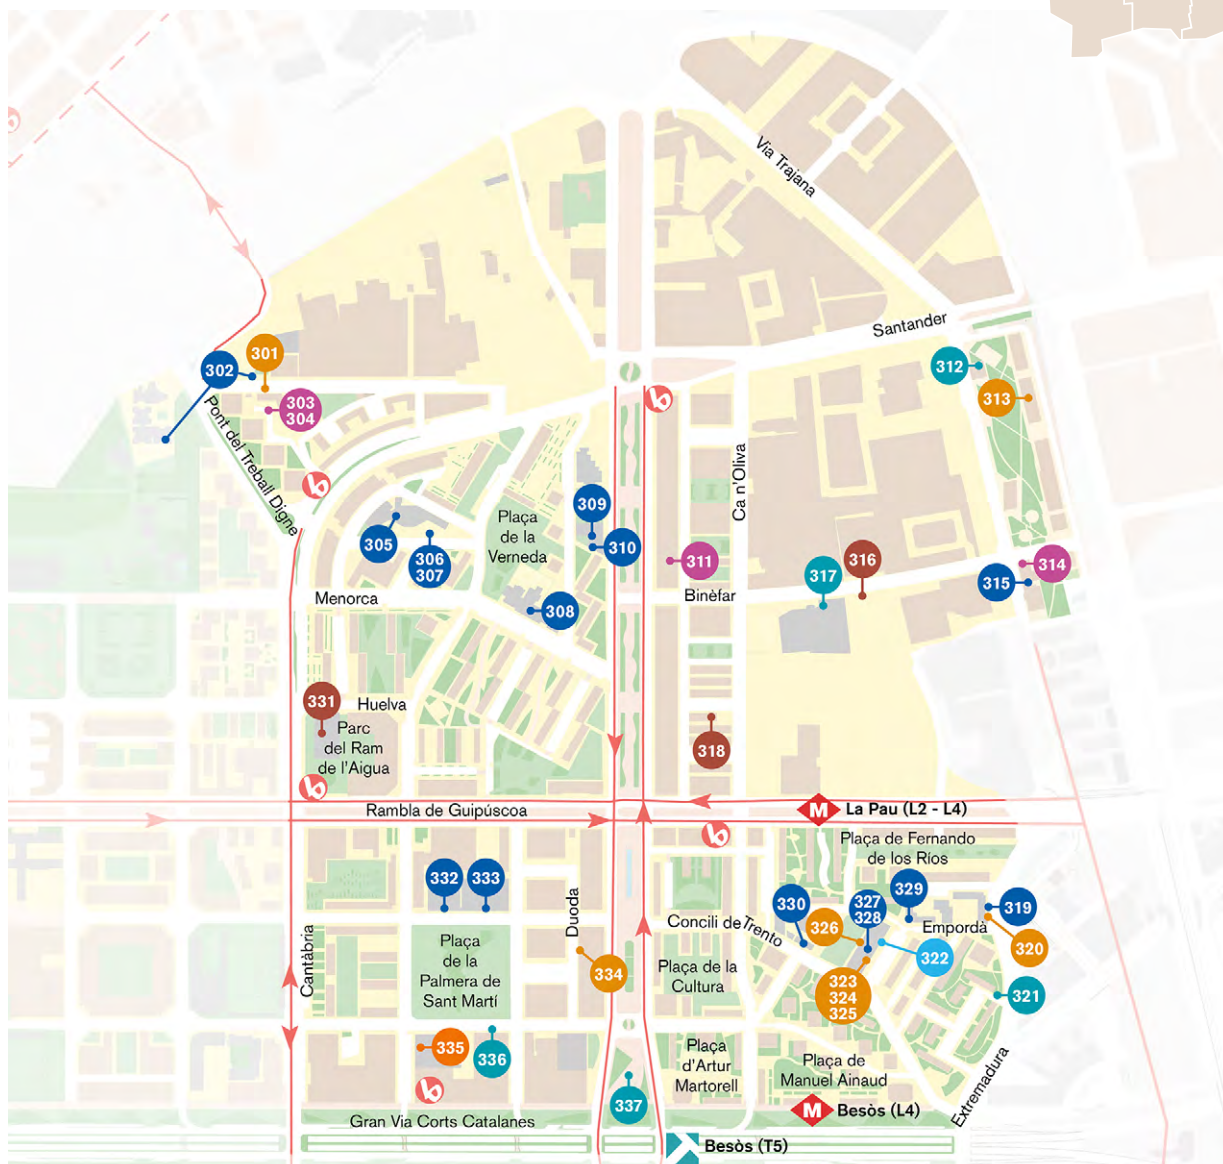 Via Trajana
Santander
301
302
303
304
312
313
Pont del Treball Digne
Ca n'Oliva
309
Plaça
de la
Verneda
305
306
307
310
311
314
315
316
317
Menorca
308
Binèfar
331
Huelva
Parc
del Ram
de l'Aigua
318
Rambla de Guipúscoa
M
La Pau (L2 - L4)
Plaça de Fernando
de los Ríos
332
333
Duoda
329
327
328
330
319
Concili de Trento
326
Empordà
320
322
Cantàbria
Plaça
de la
Palmera de
Sant Martí
334
Plaça de la
Cultura
323
324
325
321
335
336
Plaça
d'Artur
Martorell
Plaça de
Manuel Ainaud
Extremadura
337
M
Besòs (L4)
Gran Via Corts Catalanes
Besòs (T5)